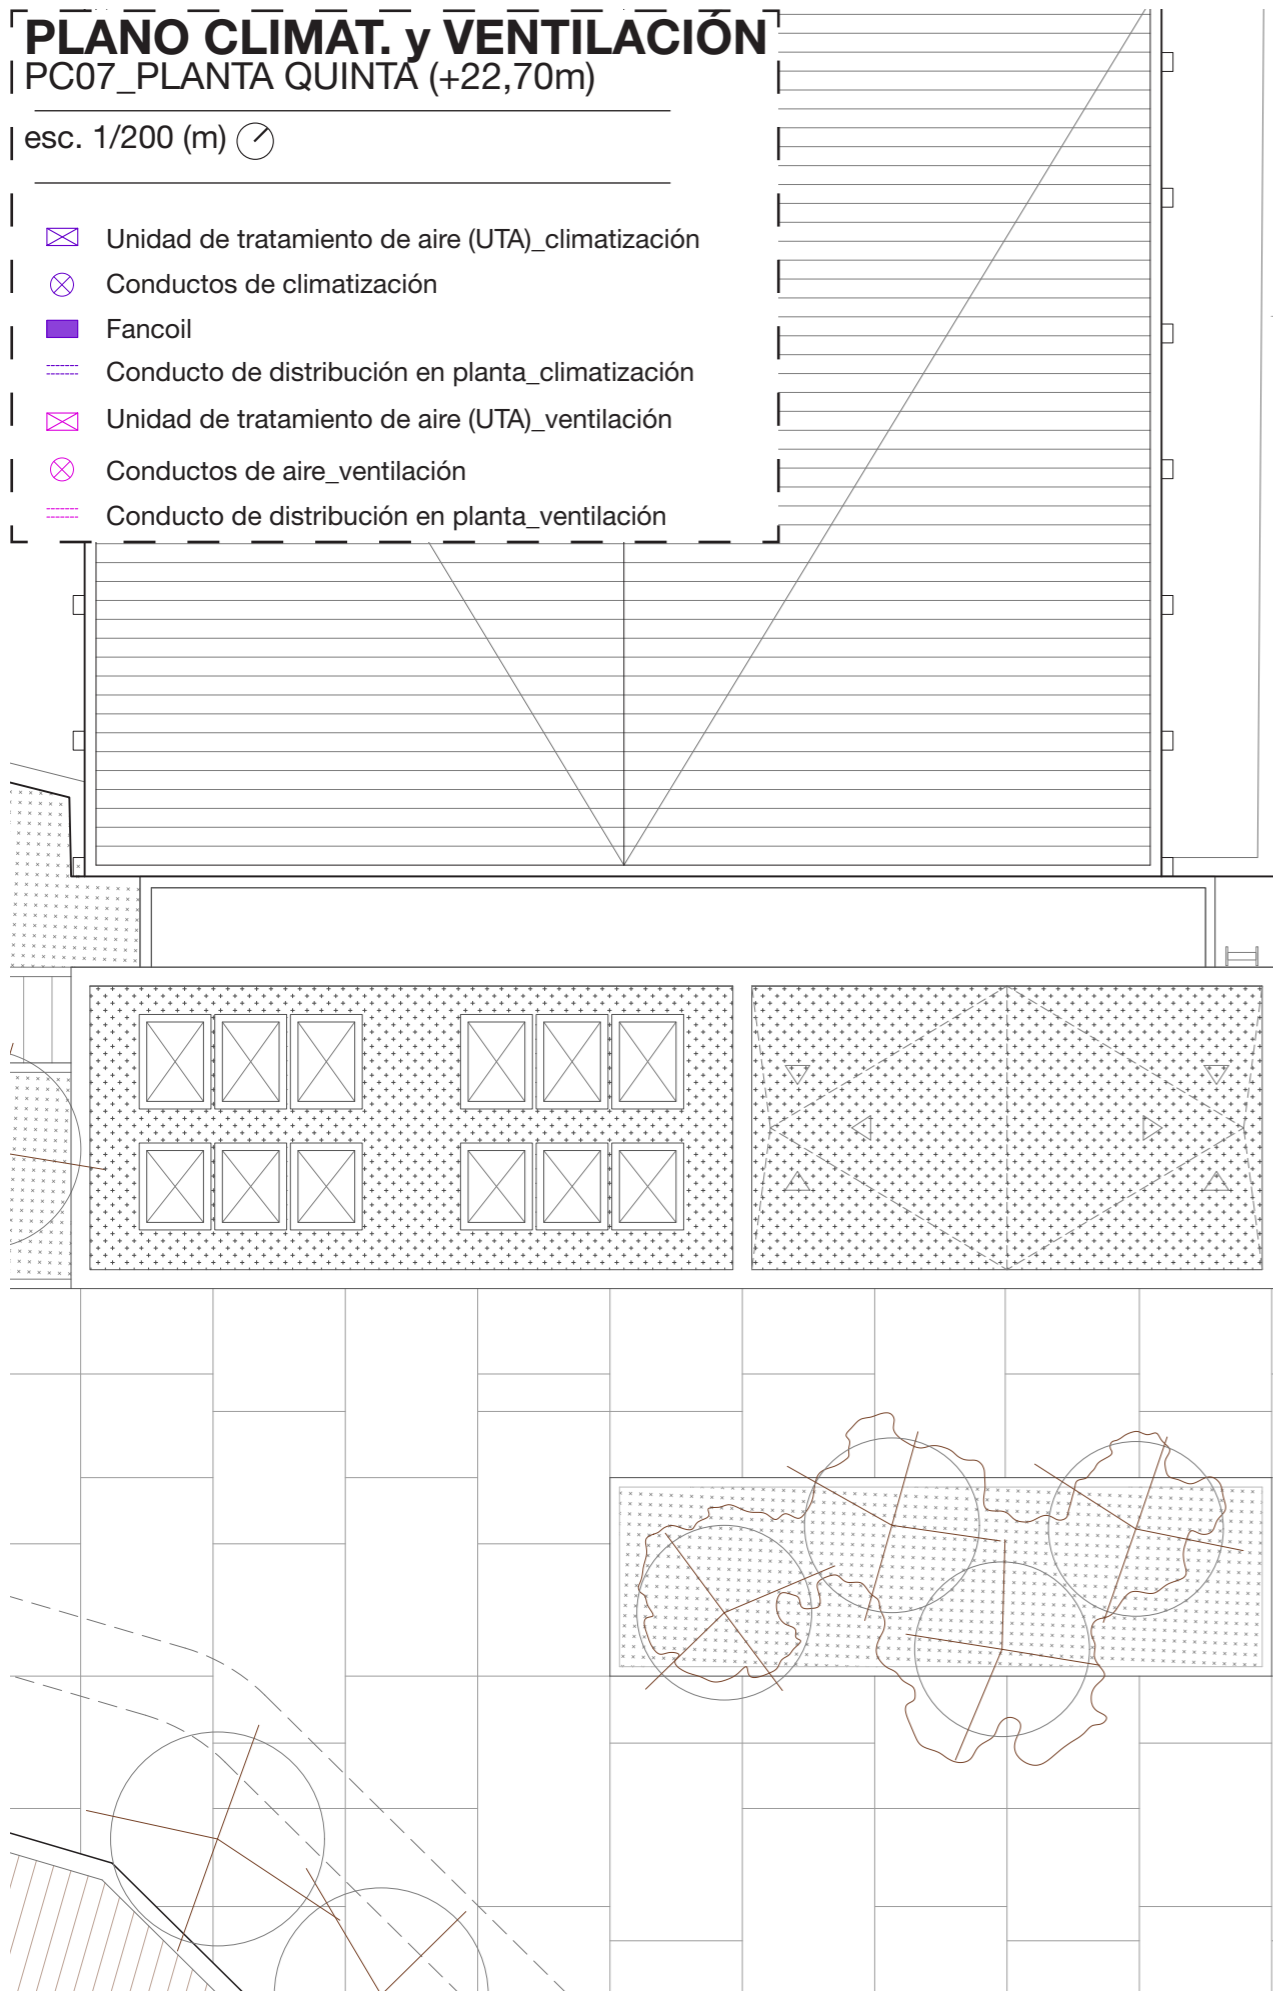 PLANO CLIMAT. y VENTILACIÓN
PC07_PLANTA QUINTA (+22,70m)
esc. 1/200 (m)
Unidad de tratamiento de aire (UTA)_climatización
Conductos de climatización
Fancoil
Conducto de distribución en planta_climatización
Unidad de tratamiento de aire (UTA)_ventilación
Conductos de aire_ventilación
Conducto de distribución en planta_ventilación